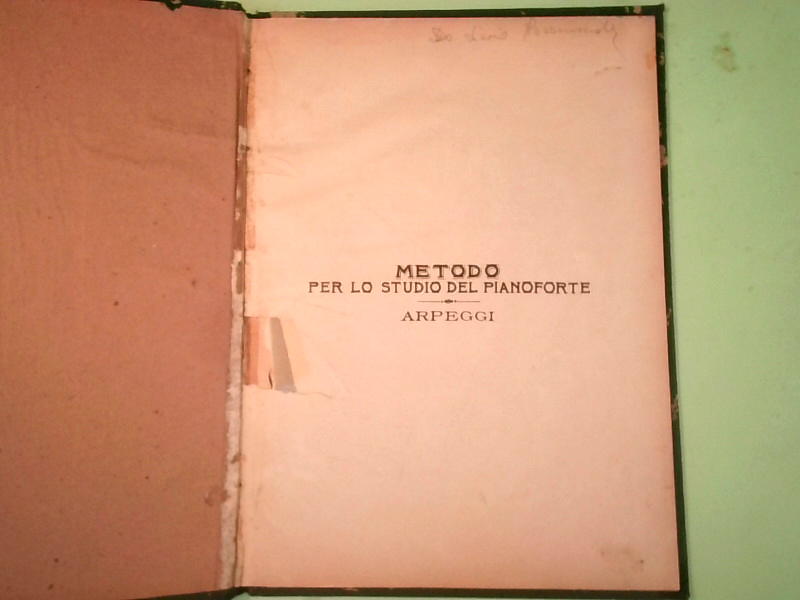 METODO
PER LO STUDIO DEL PIANOFORTE
ARPEGGI